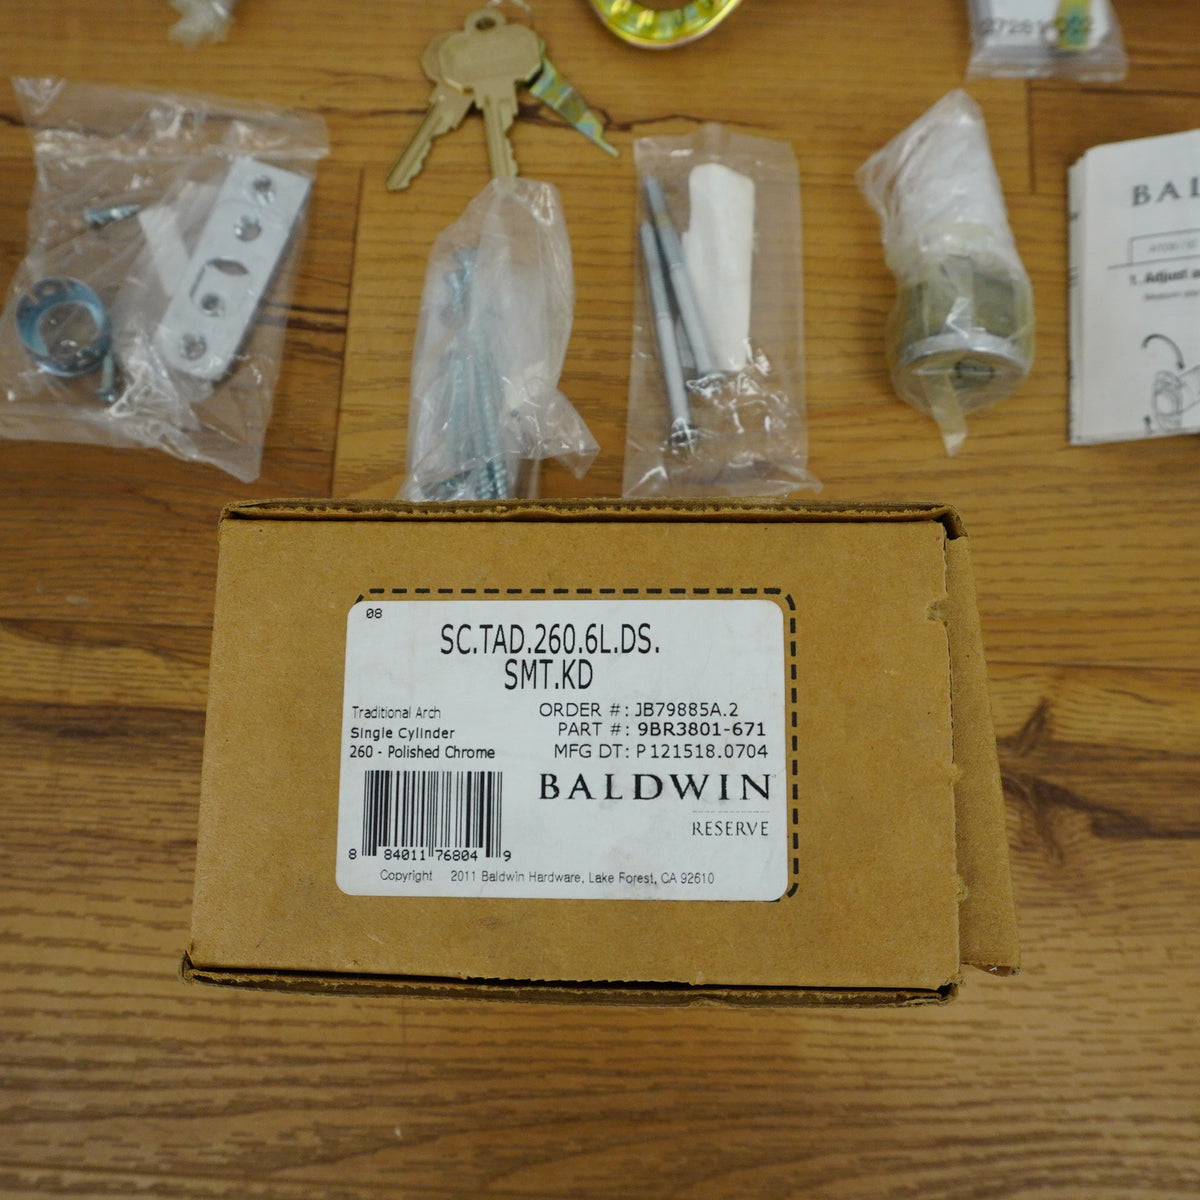 BAL
1. Adjust a
08
SC.TAD.260.6L.DS.
SMT.KD
Traditional Arch
Single Cylinder
260 - Polished Chrome
ORDER #: JB79885A.2
PART #: 9BR3801-671
MFG DT: P121518.0704
BALDWIN
RESERVE
8 84011 76804 9
Copyright 2011 Baldwin Hardware, Lake Forest, CA 92610